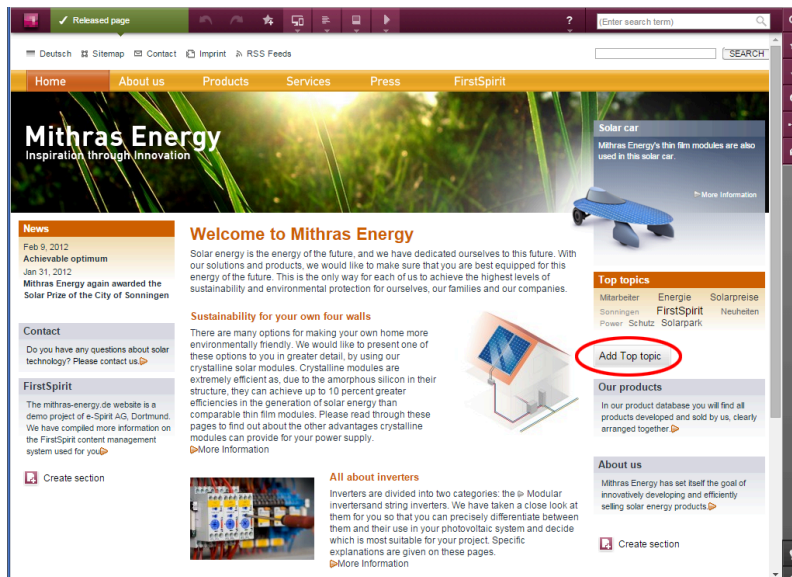 Released page
?
(Enter search term)
Deutsch Sitemap Contact Imprint RSS Feeds
SEARCH
Home About us Products Services Press FirstSpirit
Mithras Energy
Inspiration through Innovation
Solar car
Mithras Energy's thin film modules are also
used in this solar car.
More Information
News
Feb 9, 2012
Achievable optimum
Jan 31, 2012
Mithras Energy again awarded the
Solar Prize of the City of Sonningen
Contact
Do you have any questions about solar
technology? Please contact us.
FirstSpirit
The mithras-energy.de website is a
demo project of e-Spirit AG, Dortmund.
We have compiled more information on
the FirstSpirit content management
system used for you
Create section
Welcome to Mithras Energy
Solar energy is the energy of the future, and we have dedicated ourselves to this future. With
our solutions and products, we would like to make sure that you are best equipped for this
energy of the future. This is the only way for each of us to achieve the highest levels of
sustainability and environmental protection for ourselves, our families and our companies.
Sustainability for your own four walls
There are many options for making your own home more
environmentally friendly. We would like to present one of
these options to you in greater detail, by using our
crystalline solar modules. Crystalline modules are
extremely efficient as, due to the amorphous silicon in their
structure, they can achieve up to 10 percent greater
efficiencies in the generation of solar energy than
comparable thin film modules. Please read through these
pages to find out about the other advantages crystalline
modules can provide for your power supply.
More Information
All about inverters
Inverters are divided into two categories: the Modular
invertersand string inverters. We have taken a close look at
them for you so that you can precisely differentiate between
them and their use in your photovoltaic system and decide
which is most suitable for your project. Specific
explanations are given on these pages.
More Information
Top topics
Mitarbeiter Energie Solarpreise
Sonningen FirstSpirit Neuheiten
Power Schutz Solarpark
Add Top topic
Our products
In our product database you will find all
products developed and sold by us, clearly
arranged together.
About us
Mithras Energy has set itself the goal of
innovatively developing and efficiently
selling solar energy products.
Create section